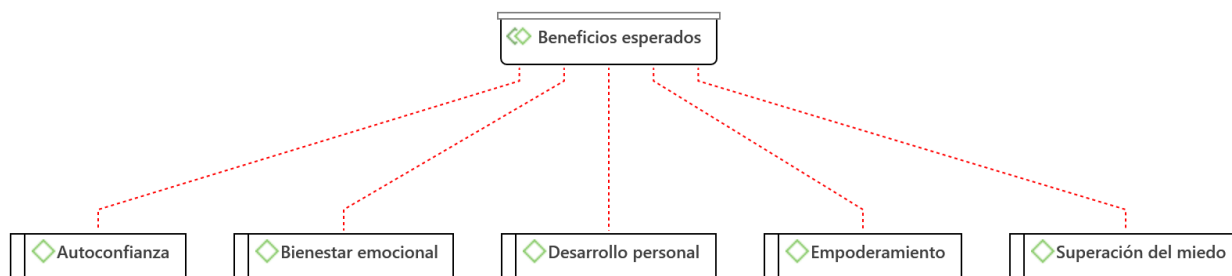 Beneficios esperados
Autoconfianza
Bienestar emocional
Desarrollo personal
Empoderamiento
Superación del miedo